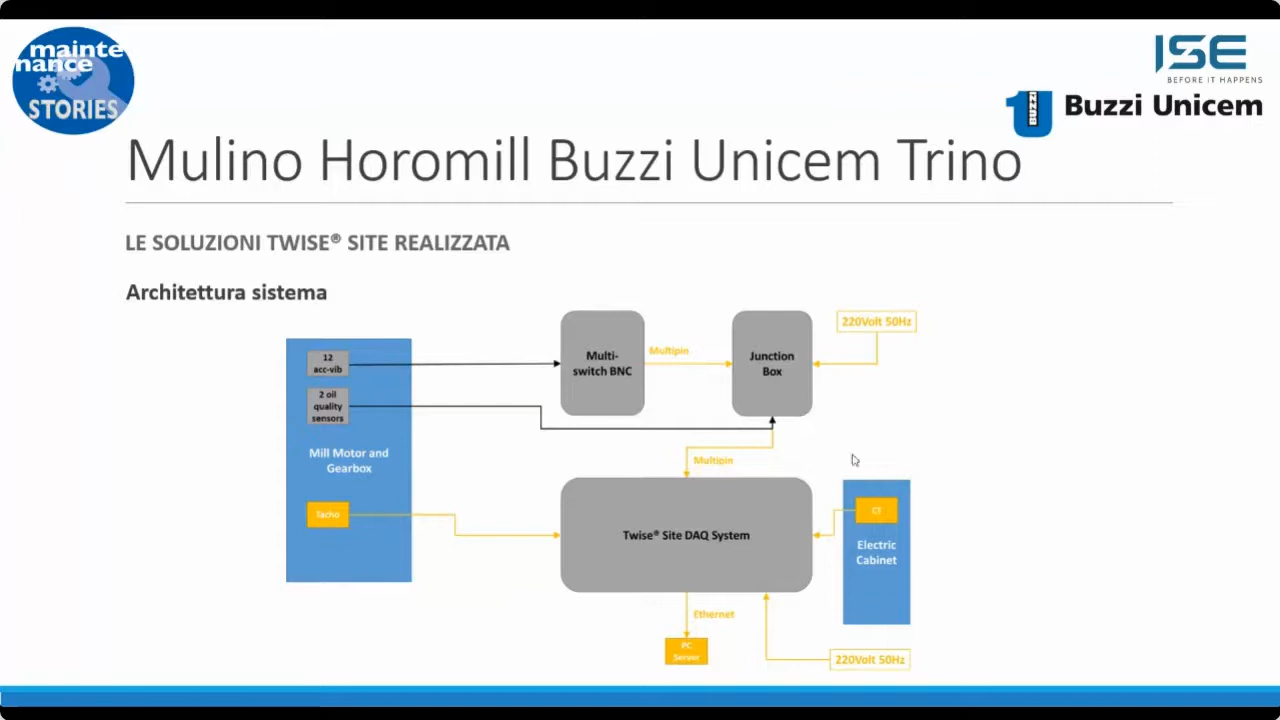 mainte
nance
STORIES
ISE
BEFORE IT HAPPENS
BUZZI
Buzzi Unicem
Mulino Horomill Buzzi Unicem Trino
LE SOLUZIONI TWISE® SITE REALIZZATA
Architettura sistema
12
acc-vib
2 oil
quality
sensors
Mill Motor and
Gearbox
Tacho
Multi-
switch BNC
Multipin
Junction
Box
220Volt 50Hz
Multipin
Twise® Site DAQ System
CT
Electric
Cabinet
Ethernet
PC
Server
220Volt 50Hz